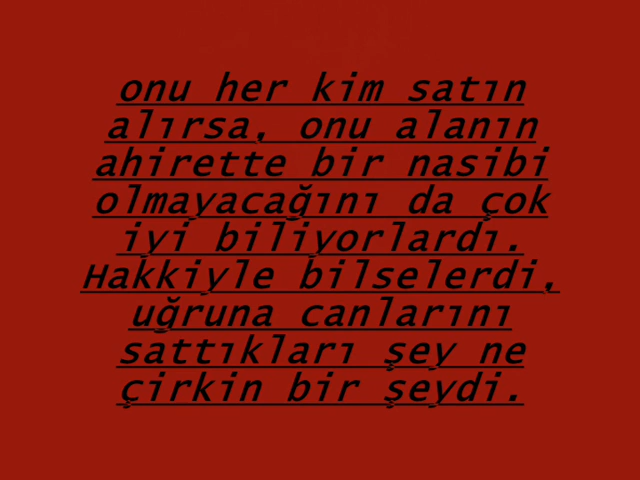 onu her kim satın
alırsa, onu alanın
ahirette bir nasibi
olmayacağını da çok
iyi biliyorlardı.
Hakkiyle bilselerdi,
uğruna canlarını
sattıkları şey ne
çirkin bir şeydi.